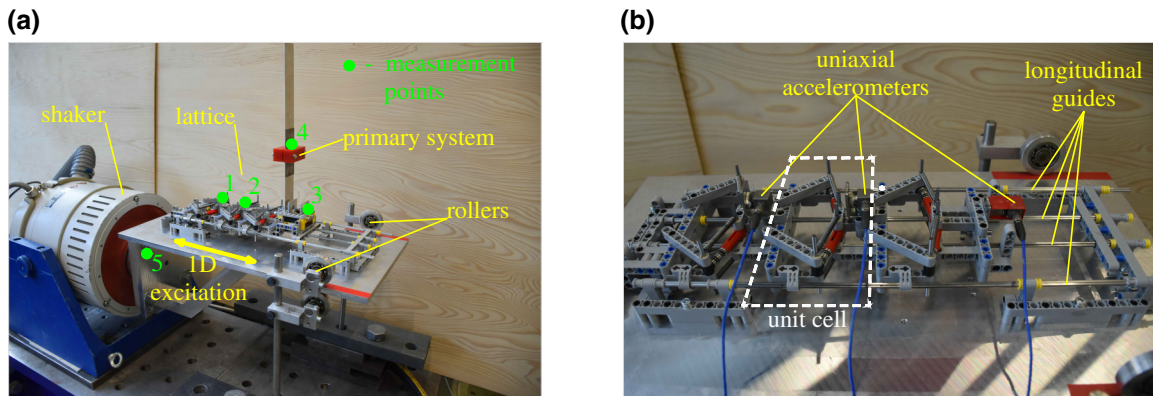 (a)
- measurement
points
lattice
4
shaker
primary system
1
2
3
rollers
5
1D
excitation
(b)
uniaxial
accelerometers
longitudinal
guides
unit cell